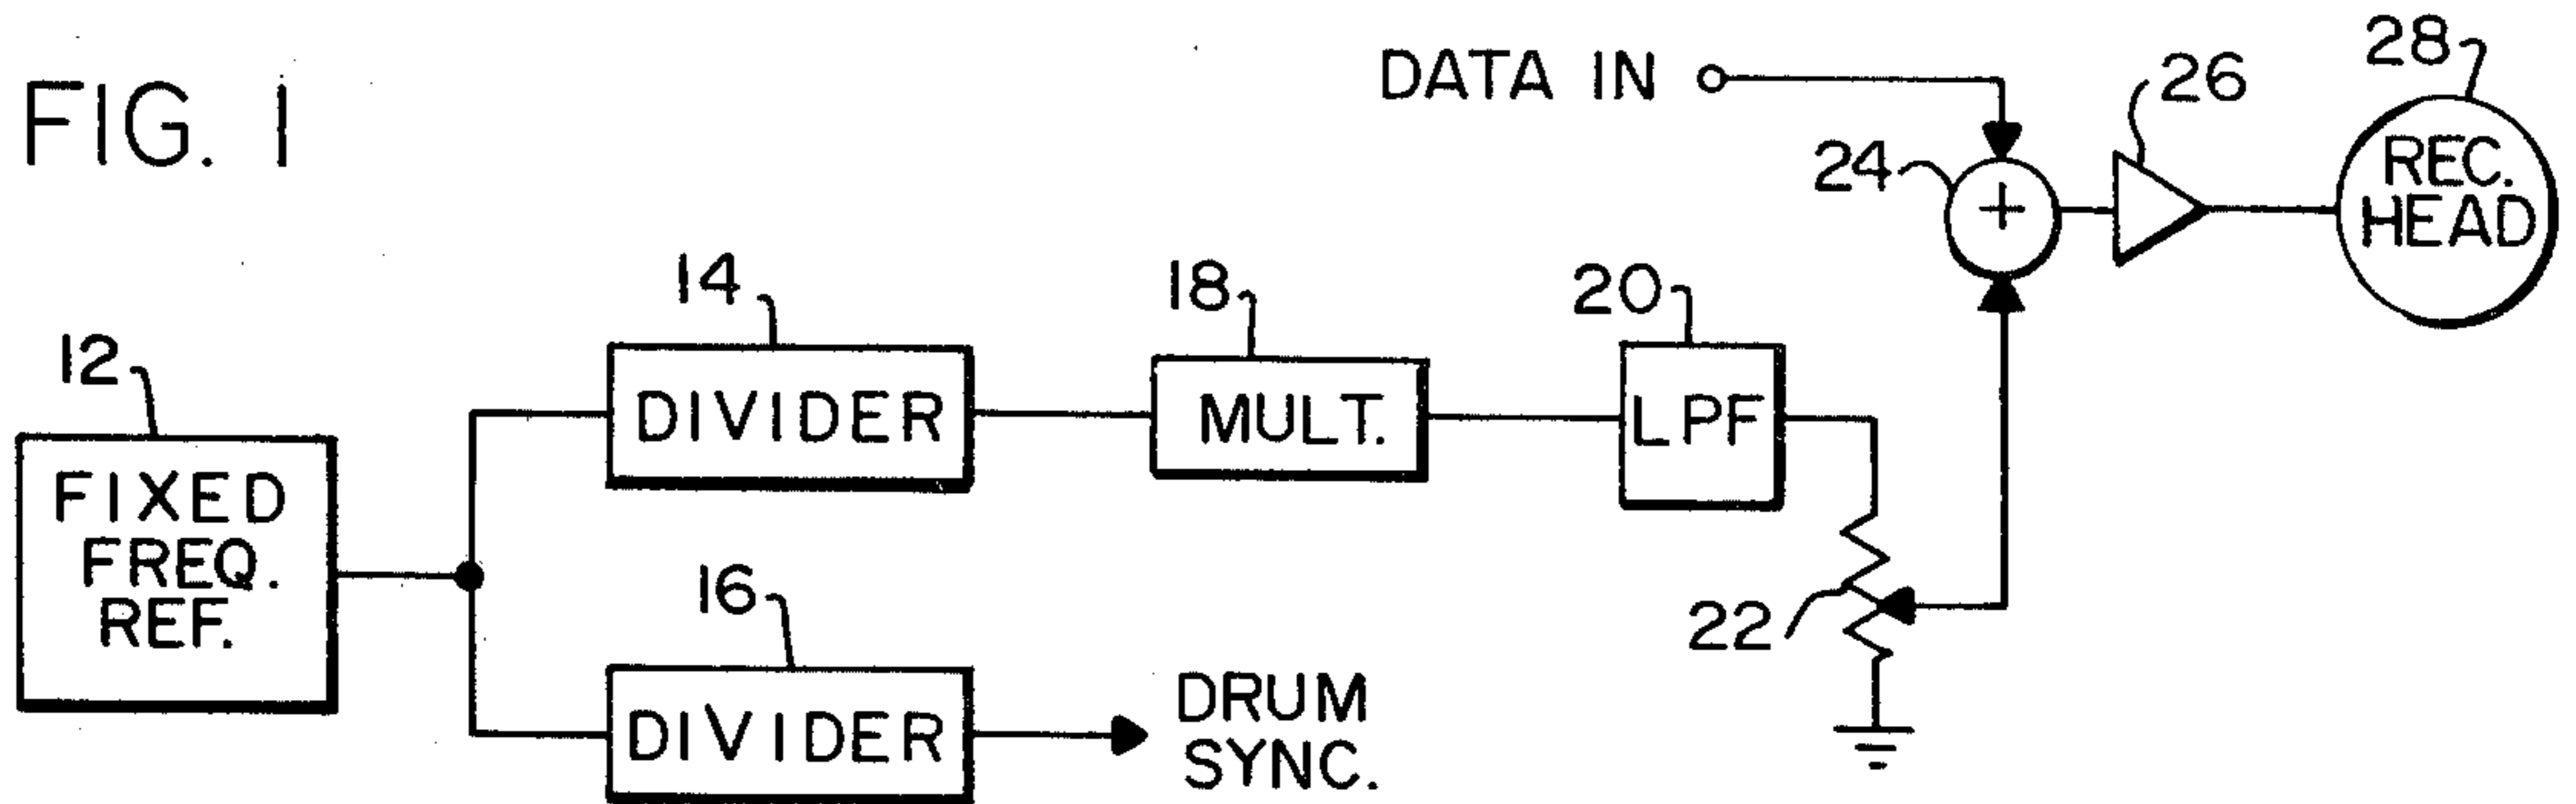 FIG. 1
DATA IN
28
26
24
+
REC.
HEAD
14
18
20
12
DIVIDER
MULT.
LPF
FIXED
FREQ.
REF.
16
22
DIVIDER
DRUM
SYNC.